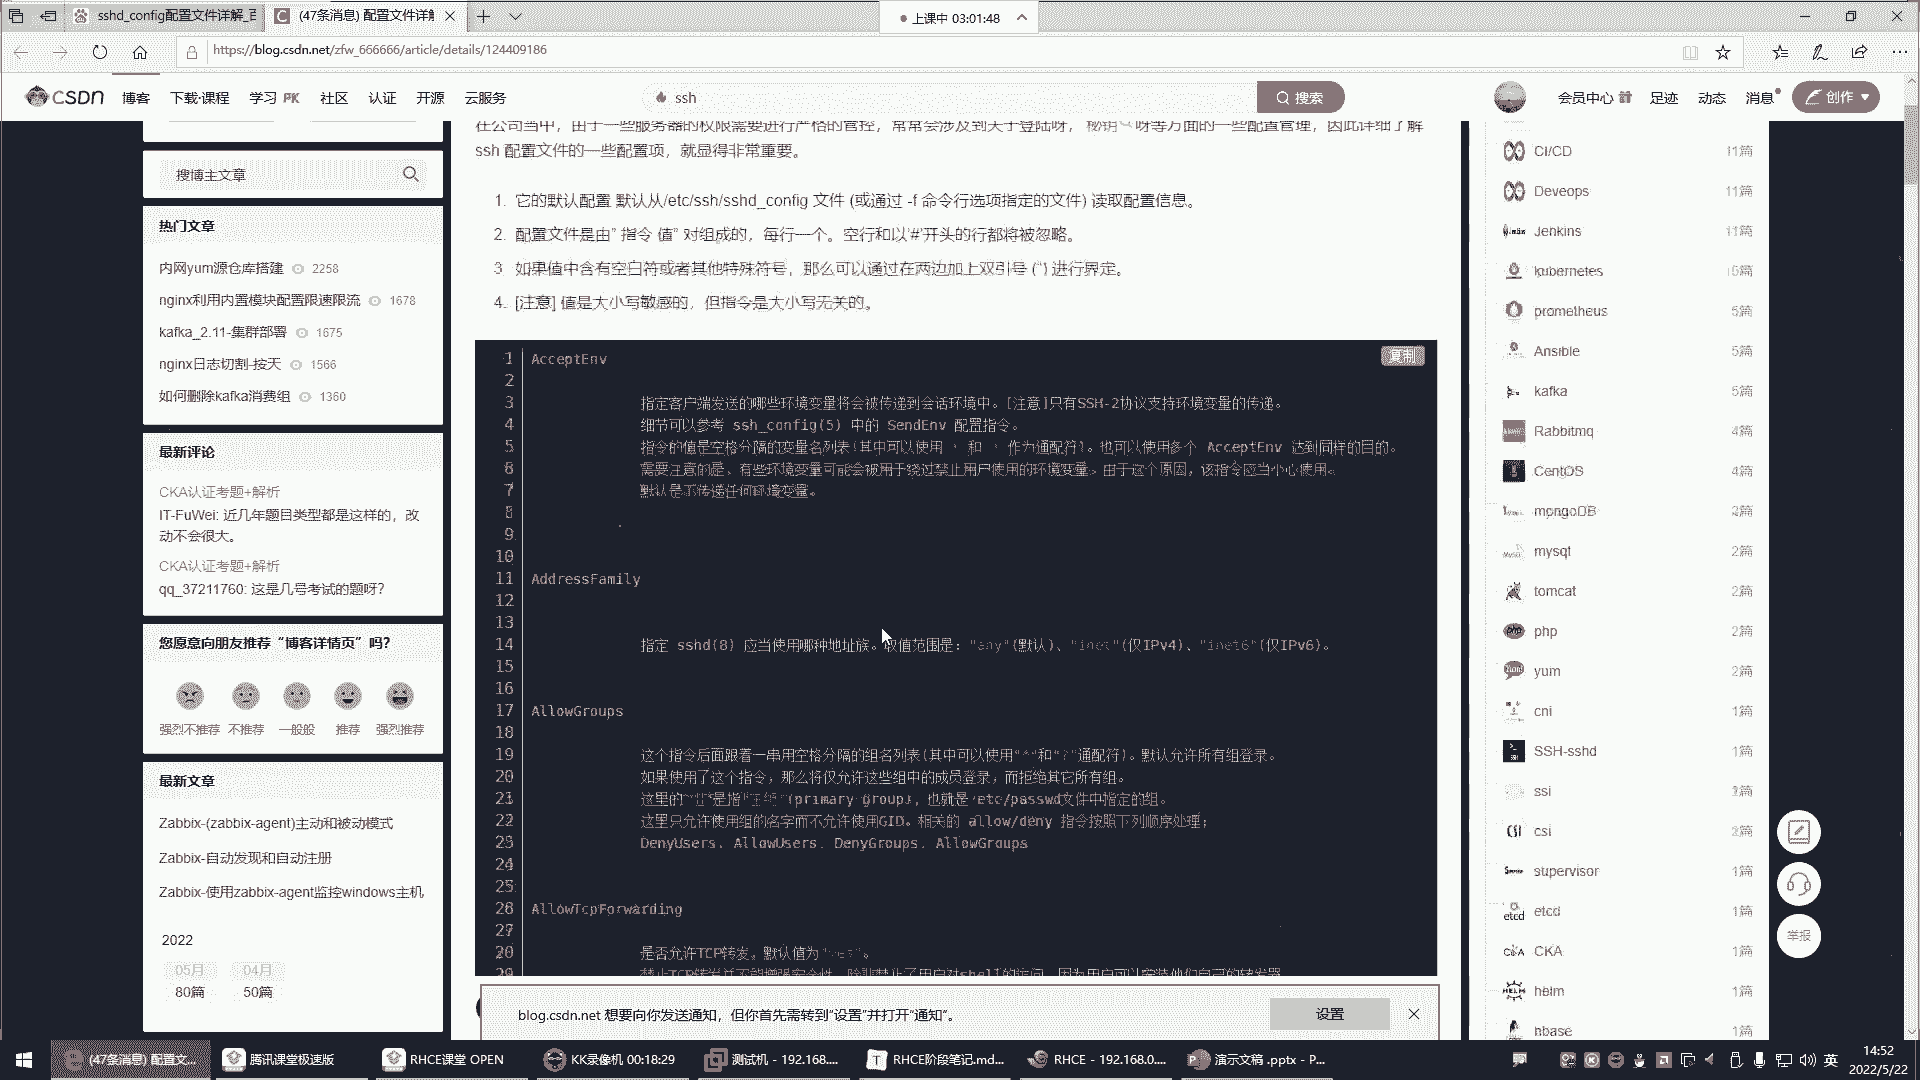 sshd_config配置文件详解_百
(47条消息) 配置文件详解
上课中 03:01:48
https://blog.csdn.net/zfw_666666/article/details/124409186
CSDN 博客 下载·课程 学习 PK 社区 认证 开源 云服务
ssh
搜索
会员中心 足迹 动态 消息 创作
在公司当中，由于一些服务器的权限需要进行严格的管控，常常会涉及到关于登陆呀，秘钥呀等方面的一些配置管理，因此详细了解
ssh 配置文件的一些配置项，就显得非常重要。
1. 它的默认配置 默认从/etc/ssh/sshd_config 文件 (或通过 -f 命令行选项指定的文件) 读取配置信息。
2. 配置文件是由" 指令 值" 对组成的，每行一个。空行和以'#'开头的行都将被忽略。
3. 如果值中含有空白符或者其他特殊符号，那么可以通过在两边加上双引号 (") 进行界定。
4. [注意] 值是大小写敏感的，但指令是大小写无关的。
搜博主文章
热门文章
内网yum源仓库搭建 2258
nginx利用内置模块配置限速限流 1678
kafka_2.11-集群部署 1675
nginx日志切割-按天 1566
如何删除kafka消费组 1360
最新评论
CKA认证考题+解析
IT-FuWei: 近几年题目类型都是这样的，改
动不会很大。
CKA认证考题+解析
qq_37211760: 这是几号考试的题呀？
您愿意向朋友推荐“博客详情页”吗？
强烈不推荐 不推荐 一般般 推荐 强烈推荐
最新文章
Zabbix-(zabbix-agent)主动和被动模式
Zabbix-自动发现和自动注册
Zabbix-使用zabbix-agent监控windows主机
2022
05月 04月
80篇 50篇
复制
1 AcceptEnv
2
3 指定客户端发送的哪些环境变量将会被传递到会话环境中。[注意]只有SSH-2协议支持环境变量的传递。
4 细节可以参考 ssh_config(5) 中的 SendEnv 配置指令。
5 指令的值是空格分隔的变量名列表(其中可以使用 和 作为通配符)。也可以使用多个 AcceptEnv 达到同样的目的。
6 需要注意的是，有些环境变量可能会被用于绕过禁止用户使用的环境变量。由于这个原因，该指令应当小心使用。
7 默认是不传递任何环境变量。
8
9
10
11 AddressFamily
12
13
14 指定 sshd(8) 应当使用哪种地址族。取值范围是："any"(默认)、"inet"(仅IPv4)、"inet6"(仅IPv6)。
15
16
17 AllowGroups
18
19 这个指令后面跟着一串用空格分隔的组名列表(其中可以使用"*"和"?"通配符)。默认允许所有组登录。
20 如果使用了这个指令，那么将仅允许这些组中的成员登录，而拒绝其它所有组。
21 这里的"组"是指"主组"(primary group)，也就是/etc/passwd文件中指定的组。
22 这里只允许使用组的名字而不允许使用GID。相关的 allow/deny 指令按照下列顺序处理：
23 DenyUsers, AllowUsers, DenyGroups, AllowGroups
24
25
26 AllowTcpForwarding
27
28 是否允许TCP转发。默认值为"yes"。
29 禁止TCP转发并不能增强安全性，除非禁止了用户对shell的访问，因为用户可以安装他们自己的转发器
CI/CD 11篇
Deveops 11篇
Jenkins 11篇
kubernetes
prometheus 5篇
Ansible 5篇
kafka 5篇
Rabbitmq 4篇
CentOS 4篇
mongoDB
mysql 2篇
tomcat 2篇
php 2篇
yum 2篇
cni 1篇
SSH-sshd 1篇
ssi
csi 2篇
supervisor 1篇
etcd 1篇
CKA 1篇
helm 1篇
hbase 1篇
举报
blog.csdn.net 想要向你发送通知，但你首先需转到"设置"并打开"通知"。
设置
(47条消息) 配置文...
腾讯课堂极速版
RHCE课堂 OPEN
KK录像机 00:18:29
测试机 - 192.168....
RHCE阶段笔记.md...
RHCE - 192.168.0....
演示文稿 .pptx - P...
英
14:52
2022/5/22